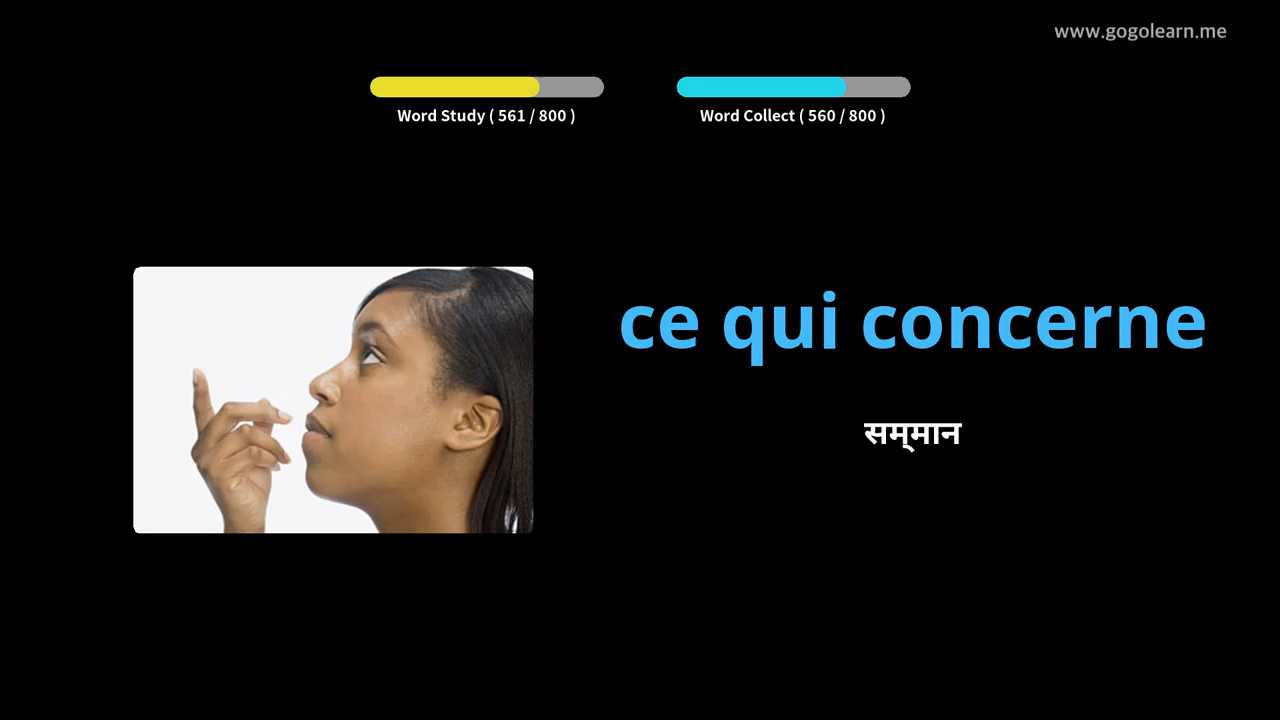 www.gogolearn.me
Word Study ( 561 / 800 )
Word Collect ( 560 / 800 )
ce qui concerne
सम्‌मान